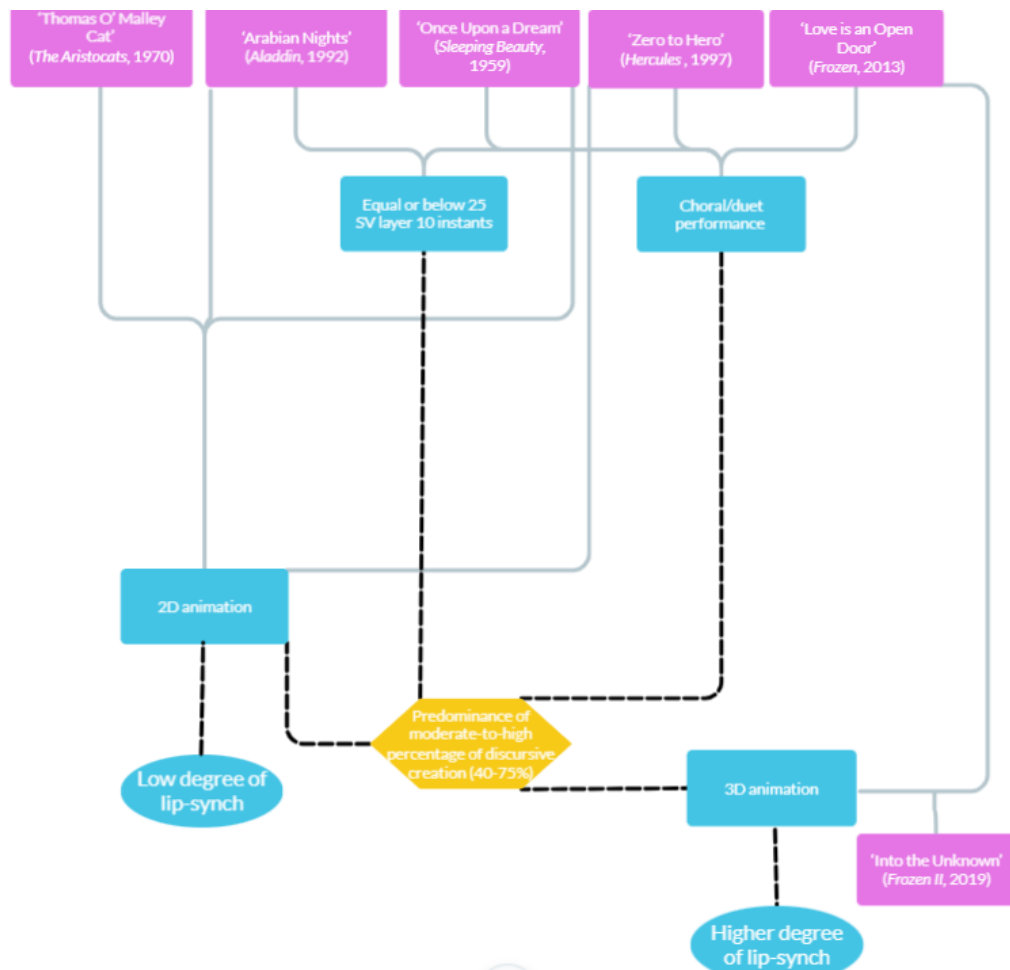 ‘Thomas O’ Malley
Cat’
(The Aristocats, 1970)
‘Arabian Nights’
(Aladdin, 1992)
‘Once Upon a Dream’
(Sleeping Beauty,
1959)
‘Zero to Hero’
(Hercules , 1997)
‘Love is an Open
Door’
(Frozen, 2013)
Equal or below 25
SV layer 10 instants
Choral/duet
performance
2D animation
Predominance of
moderate-to-high
percentage of discursive
creation (40-75%)
Low degree of
lip-synch
3D animation
‘Into the Unknown’
(Frozen II, 2019)
Higher degree
of lip-synch